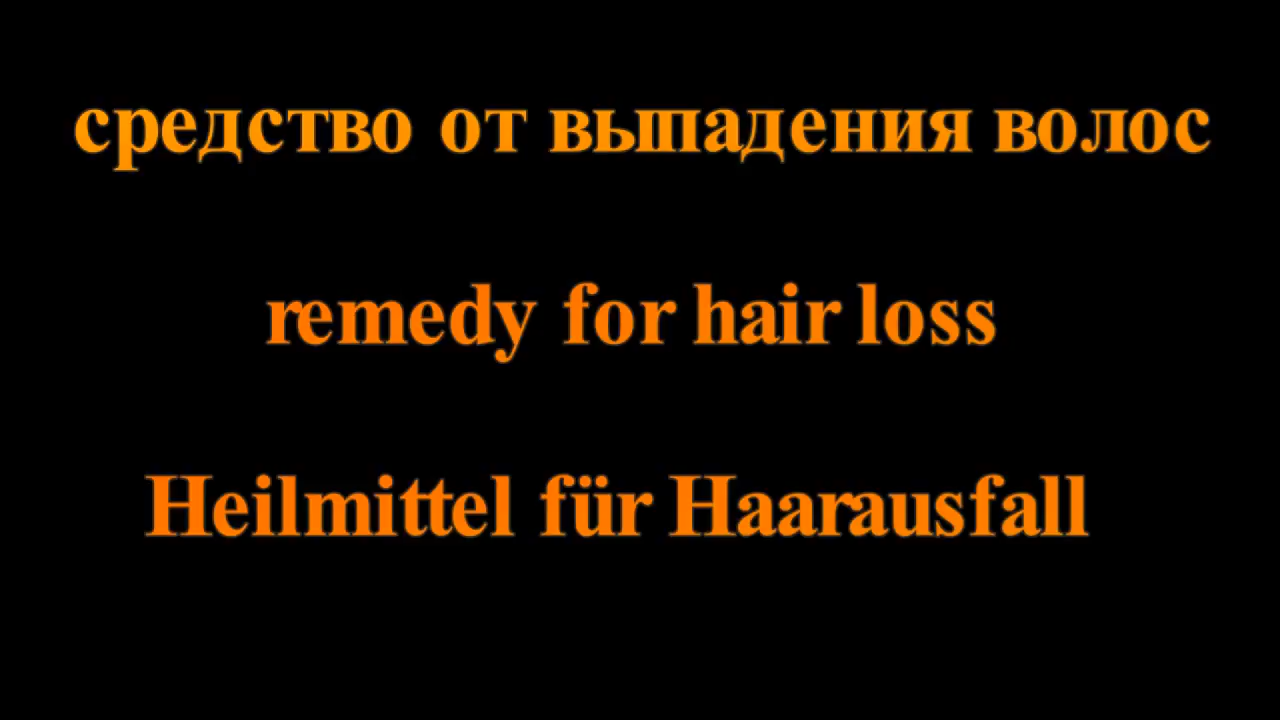 средство от выпадения волос
remedy for hair loss
Heilmittel für Haarausfall